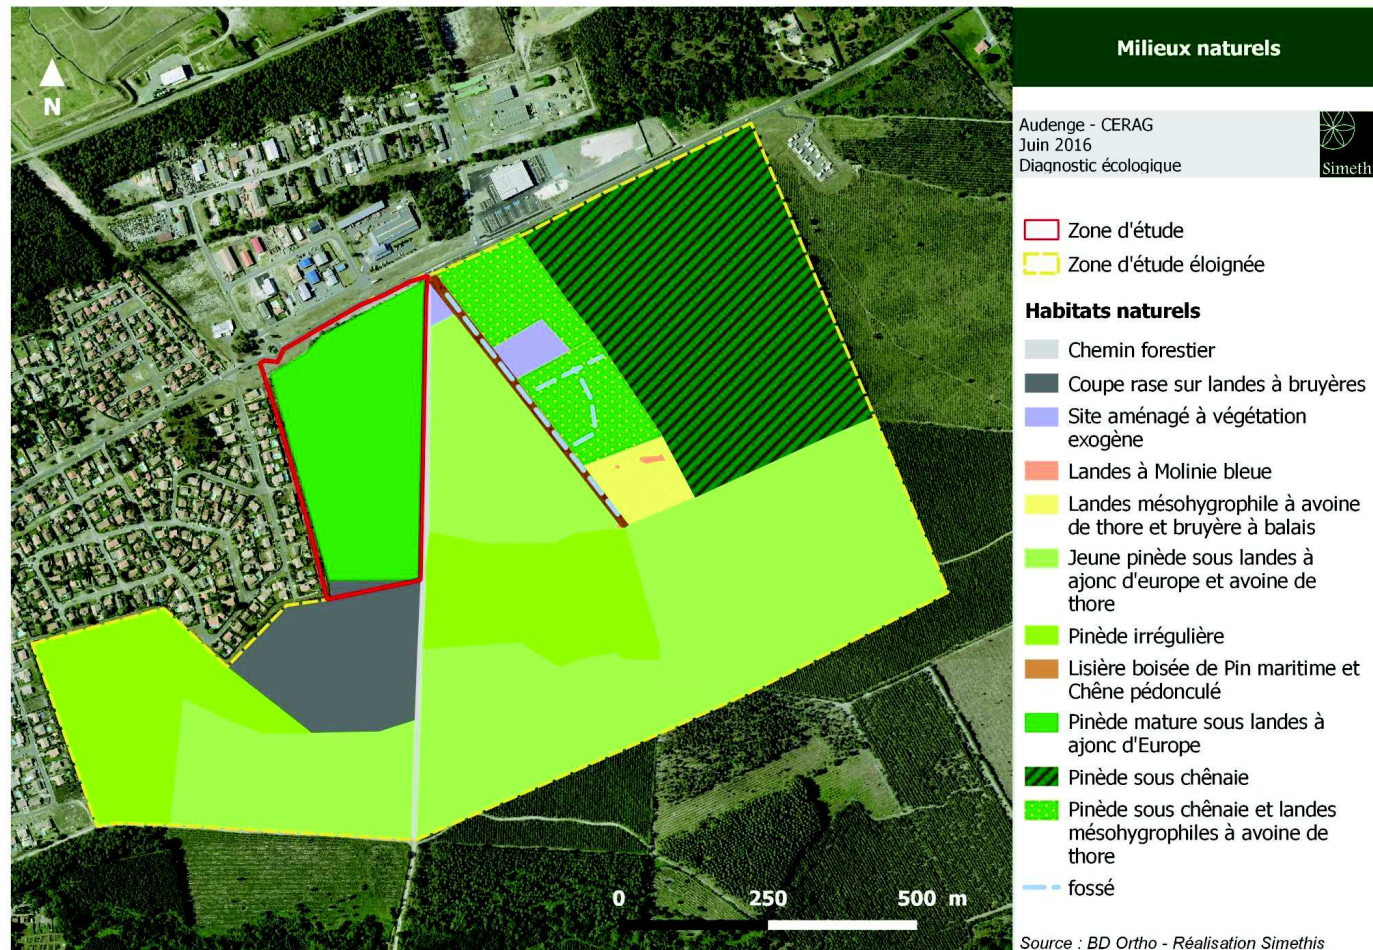 Milieux naturels
N
Audenge - CERAG
Juin 2016
Diagnostic écologique
Simeth
Zone d'étude
Zone d'étude éloignée
Habitats naturels
Chemin forestier
Coupe rase sur landes à bruyères
Site aménagé à végétation
exogène
Landes à Molinie bleue
Landes mésohygrophile à avoine
de thore et bruyère à balais
Jeune pinède sous landes à
ajonc d'europe et avoine de
thore
Pinède irrégulière
Lisière boisée de Pin maritime et
Chêne pédonculé
Pinède mature sous landes à
ajonc d'Europe
Pinède sous chênaie
Pinède sous chênaie et landes
mésohygrophiles à avoine de
thore
fossé
0 250 500 m
Source : BD Ortho - Réalisation Simethis